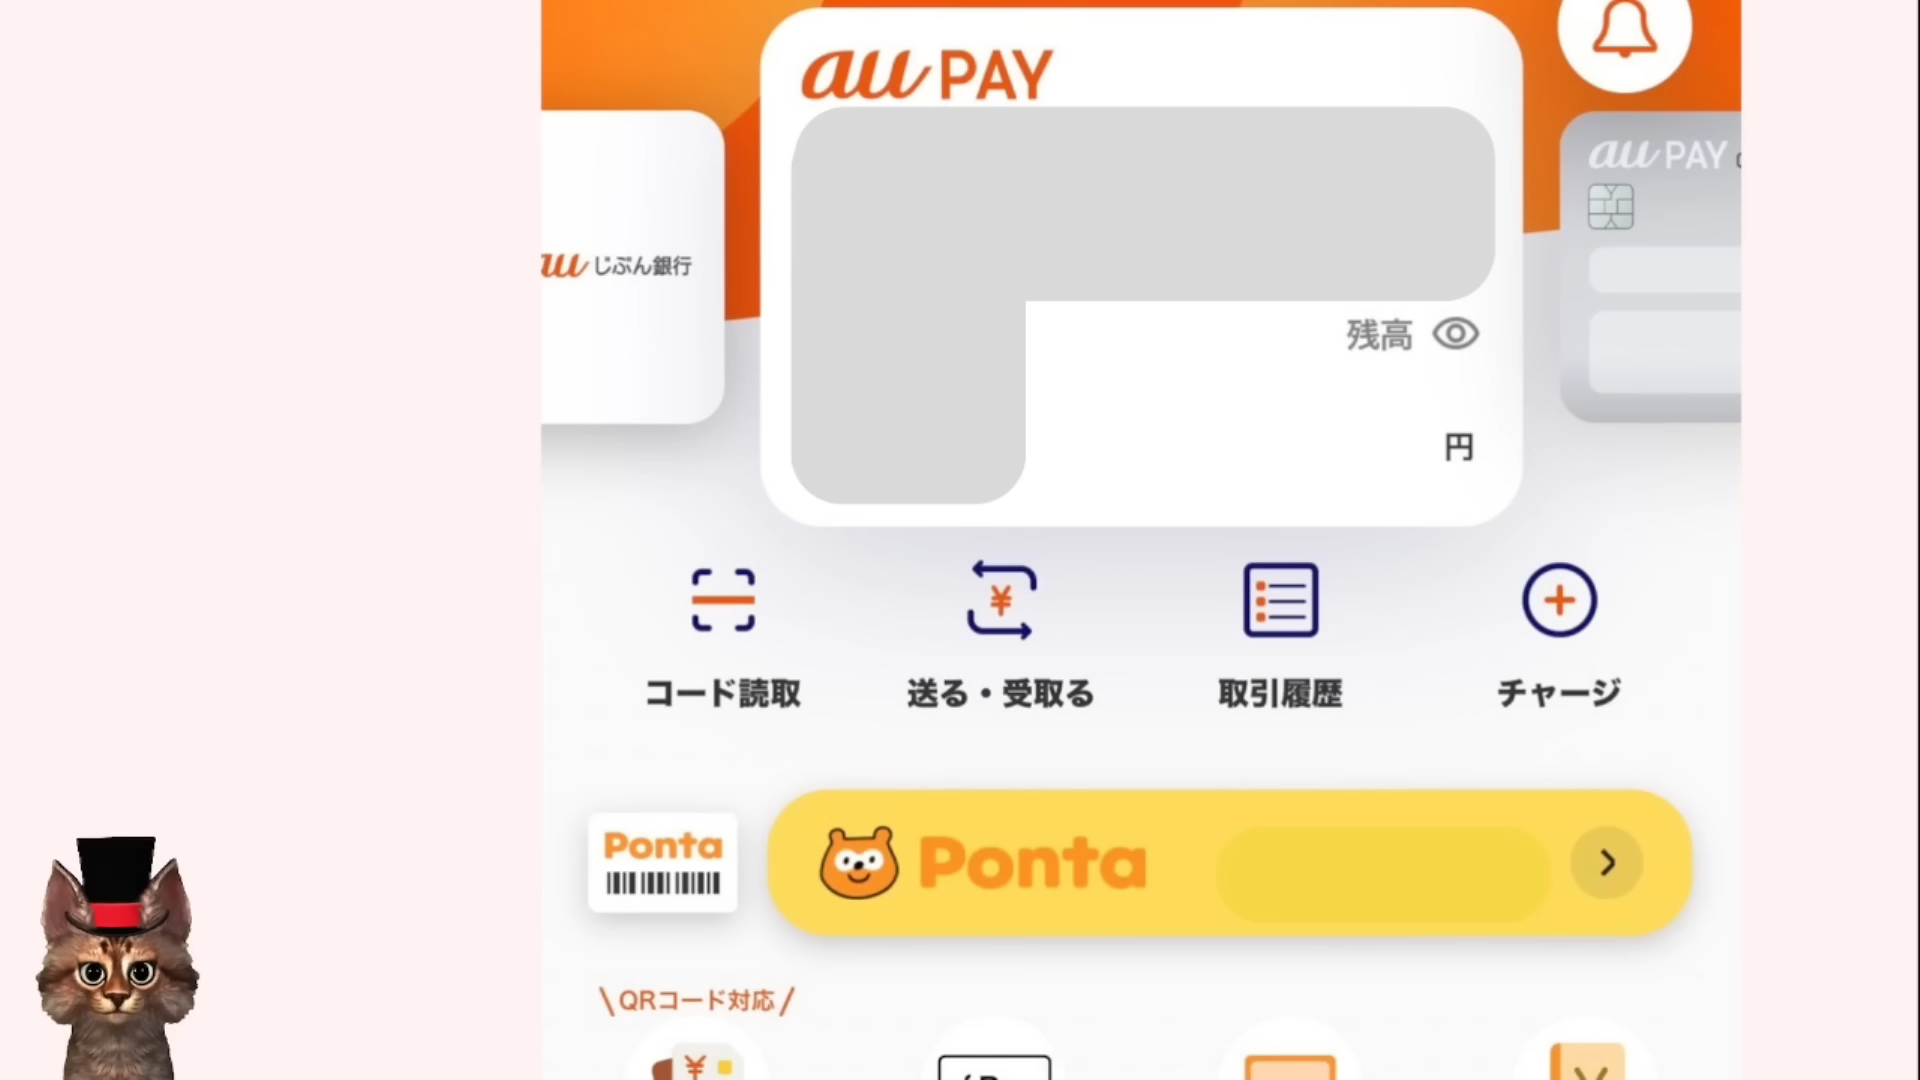 au PAY
au PAY
au じぶん銀行
残高
円
コード読取
送る・受取る
取引履歴
チャージ
Ponta
Ponta
\QRコード対応/